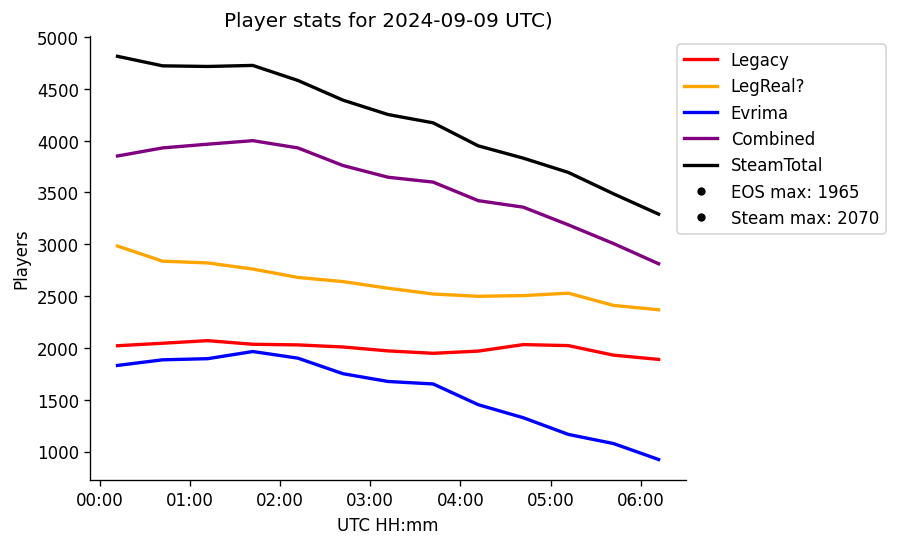 Player stats for 2024-09-09 UTC)
5000
4500
4000
3500
3000
2500
2000
1500
1000
Players
00:00 01:00 02:00 03:00 04:00 05:00 06:00
UTC HH:mm
Legacy
LegReal?
Evrima
Combined
SteamTotal
EOS max: 1965
Steam max: 2070